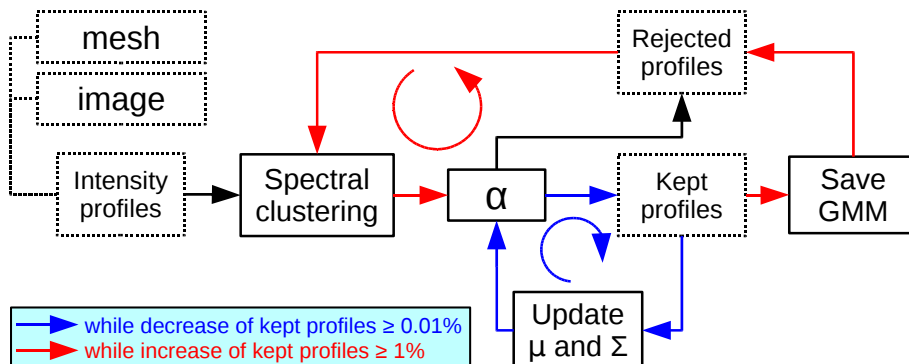 mesh
image
Intensity
profiles
Spectral
clustering
α
Rejected
profiles
Kept
profiles
Save
GMM
Update
μ and Σ
while decrease of kept profiles ≥ 0.01%
while increase of kept profiles ≥ 1%